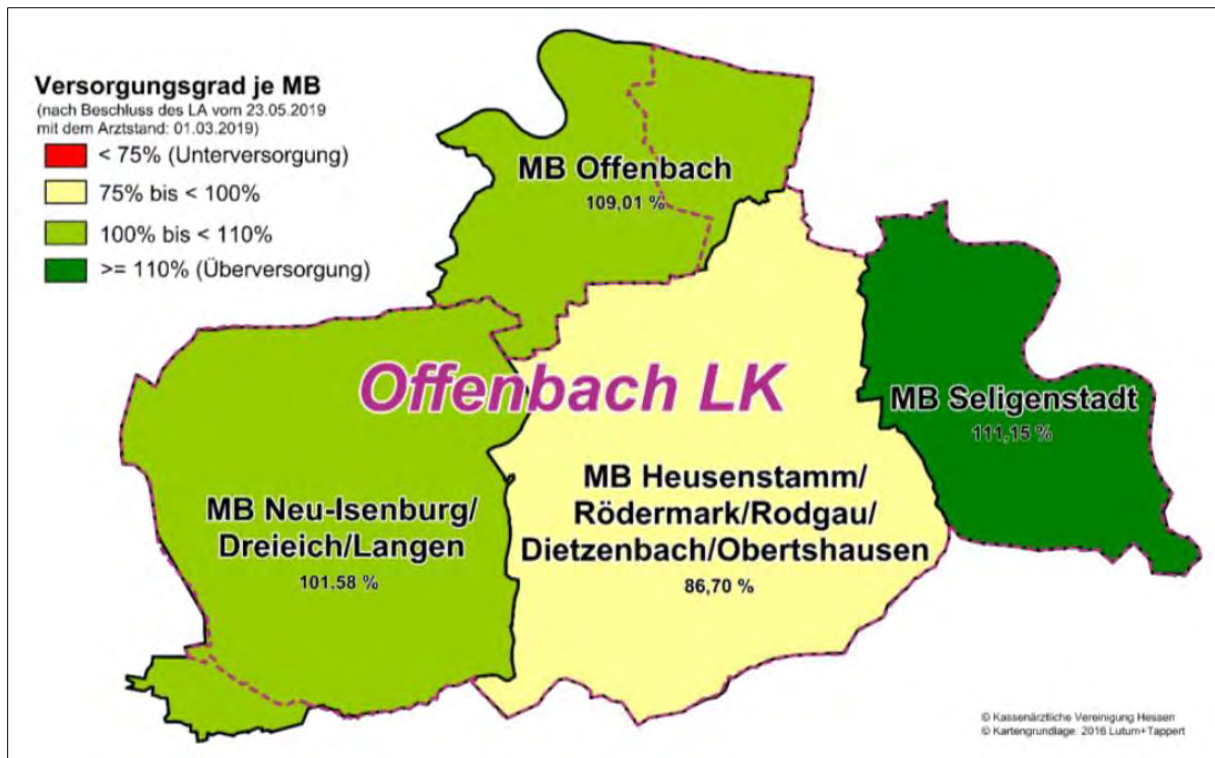 Versorgungsgrad je MB
(nach Beschluss des LA vom 23.05.2019
mit dem Arztstand: 01.03.2019)
< 75% (Unterversorgung)
75% bis < 100%
100% bis < 110%
>= 110% (Überversorgung)
MB Offenbach
109,01 %
Offenbach LK
MB Seligenstadt
111,15 %
MB Neu-Isenburg/
Dreieich/Langen
101,58 %
MB Heusenstamm/
Rödermark/Rodgau/
Dietzenbach/Obertshausen
86,70 %
© Kassenärztliche Vereinigung Hessen
© Kartengrundlage: 2016 Lutum+Tappert